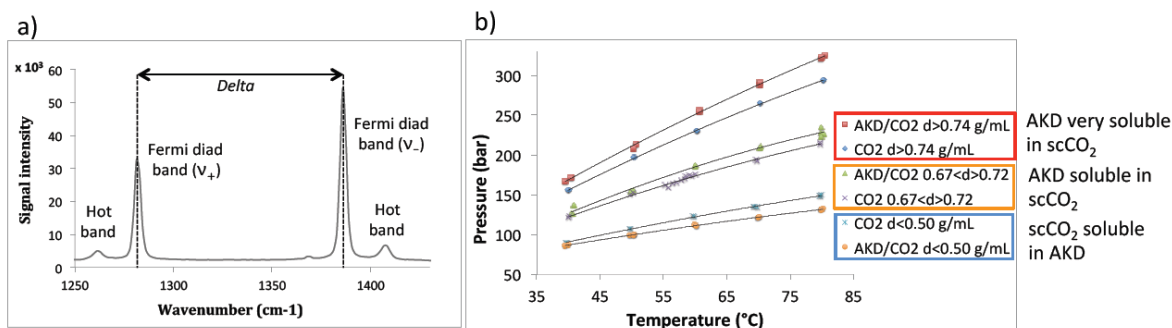 a)
x 10³
60
50
40
30
20
10
0
Signal intensity
Delta
Fermi diad
band (ν₊)
Fermi diad
band (ν₋)
Hot
band
Hot
band
1250
1300
1350
1400
Wavenumber (cm-1)
b)
300
250
200
150
100
50
Pressure (bar)
35
45
55
65
75
85
Temperature (°C)
AKD/CO2 d>0.74 g/mL
CO2 d>0.74 g/mL
AKD/CO2 0.67<d>0.72
CO2 0.67<d>0.72
CO2 d<0.50 g/mL
AKD/CO2 d<0.50 g/mL
AKD very soluble
in scCO₂
AKD soluble in
scCO₂
scCO₂ soluble
in AKD